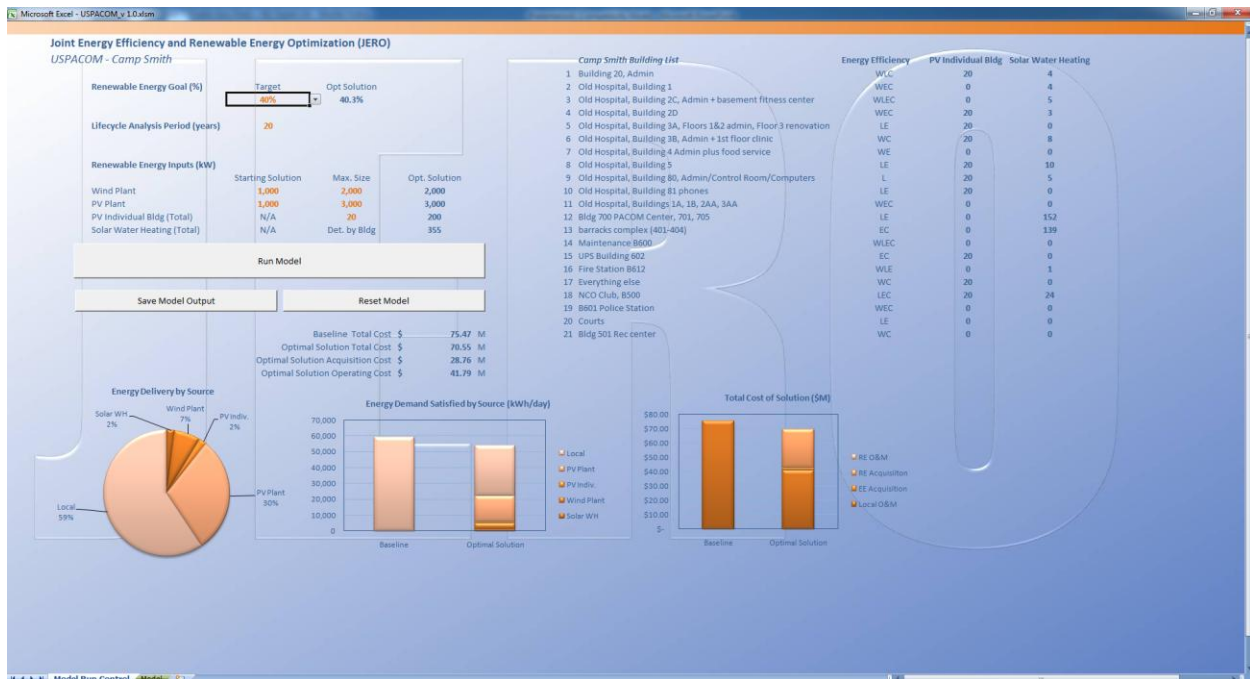 Microsoft Excel - USPACOM_v 1.0.xlsm
Joint Energy Efficiency and Renewable Energy Optimization (JERO)
USPACOM - Camp Smith
Renewable Energy Goal (%) Target Opt Solution
40% 40.3%
Lifecycle Analysis Period (years) 20
Renewable Energy Inputs (kW)
Starting Solution Max. Size Opt. Solution
Wind Plant 1,000 2,000 2,000
PV Plant 1,000 3,000 3,000
PV Individual Bldg (Total) N/A 20 200
Solar Water Heating (Total) N/A Det. by Bldg 355
Run Model
Save Model Output Reset Model
Baseline Total Cost $ 75.47 M
Optimal Solution Total Cost $ 70.55 M
Optimal Solution Acquisition Cost $ 28.76 M
Optimal Solution Operating Cost $ 41.79 M
Camp Smith Building List Energy Efficiency PV Individual Bldg Solar Water Heating
1 Building 20, Admin WLC 20 4
2 Old Hospital, Building 1 WEC 0 4
3 Old Hospital, Building 2C, Admin + basement fitness center WLEC 0 5
4 Old Hospital, Building 2D WEC 20 3
5 Old Hospital, Building 3A, Floors 1&2 admin, Floor 3 renovation LE 20 0
6 Old Hospital, Building 3B, Admin + 1st floor clinic WC 20 8
7 Old Hospital, Building 4 Admin plus food service WE 0 0
8 Old Hospital, Building 5 LE 20 10
9 Old Hospital, Building 80, Admin/Control Room/Computers L 20 5
10 Old Hospital, Building 81 phones LE 20 0
11 Old Hospital, Buildings 1A, 1B, 2AA, 3AA WEC 0 0
12 Bldg 700 PACOM Center, 701, 705 LE 0 152
13 barracks complex (401-404) EC 0 139
14 Maintenance B600 WLEC 0 0
15 UPS Building 602 EC 20 0
16 Fire Station B612 WLE 0 1
17 Everything else WC 20 0
18 NCO Club, B500 LEC 20 24
19 B601 Police Station WEC 0 0
20 Courts LE 0 0
21 Bldg 501 Rec center WC 0 0
Energy Delivery by Source
Solar WH
2%
Wind Plant
7%
PV Indiv.
2%
PV Plant
30%
Local
59%
Energy Demand Satisfied by Source (kWh/day)
70,000
60,000
50,000
40,000
30,000
20,000
10,000
0
Baseline Optimal Solution
Local
PV Plant
PV Indiv.
Wind Plant
Solar WH
Total Cost of Solution ($M)
$80.00
$70.00
$60.00
$50.00
$40.00
$30.00
$20.00
$10.00
$-
Baseline Optimal Solution
RE O&M
RE Acquisition
EE Acquisition
Local O&M
Model Run Control Model